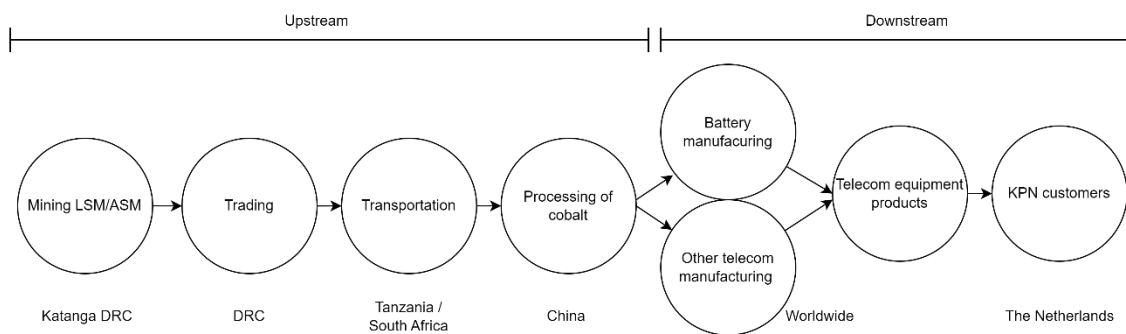 Upstream
Downstream
Mining LSM/ASM
Trading
Transportation
Processing of
cobalt
Battery
manufacuring
Other telecom
manufacturing
Telecom equipment
products
KPN customers
Katanga DRC
DRC
Tanzania /
South Africa
China
Worldwide
The Netherlands